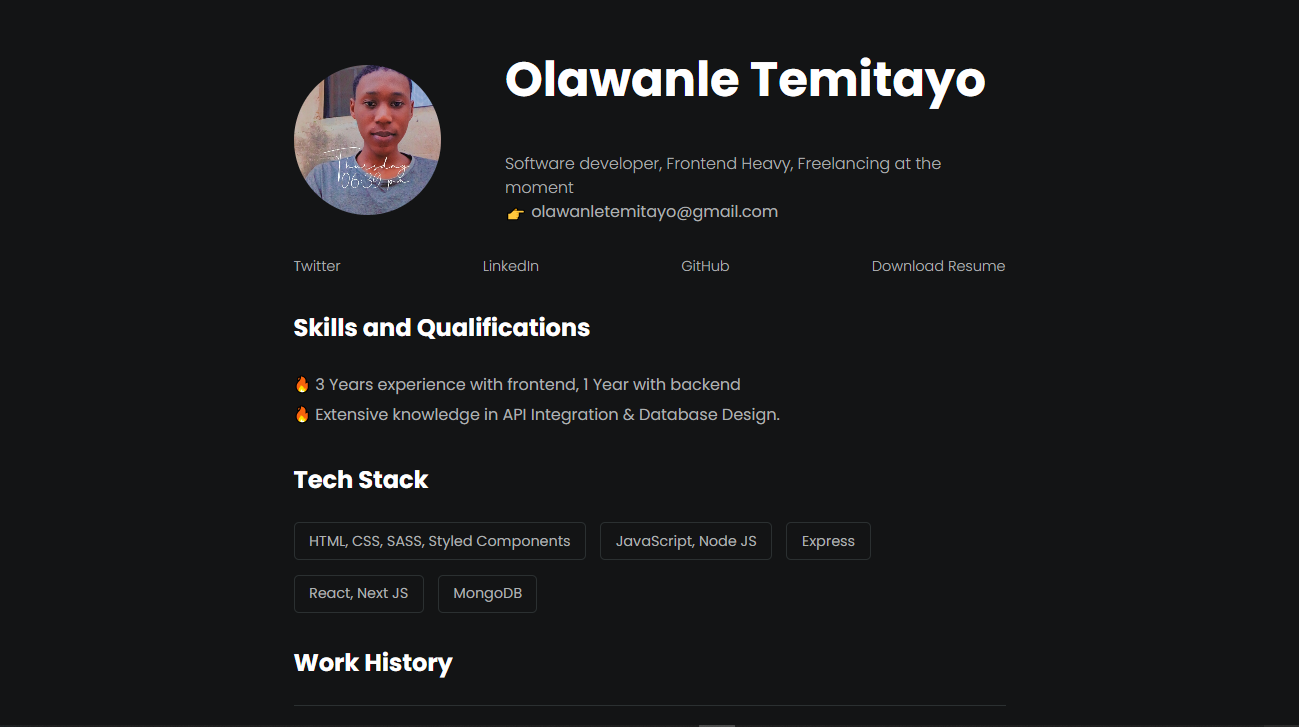 Olawanle Temitayo
Thursday
06:39 pm
Software developer, Frontend Heavy, Freelancing at the
moment
👉 olawanletemitayo@gmail.com
Twitter LinkedIn GitHub Download Resume
Skills and Qualifications
🔥 3 Years experience with frontend, 1 Year with backend
🔥 Extensive knowledge in API Integration & Database Design.
Tech Stack
HTML, CSS, SASS, Styled Components JavaScript, Node JS Express
React, Next JS MongoDB
Work History